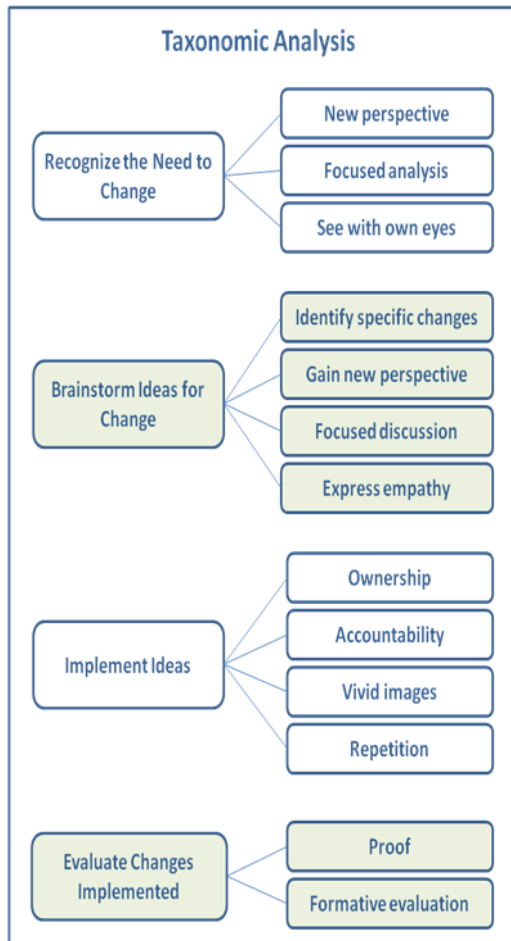 Taxonomic Analysis
Recognize the Need to
Change
New perspective
Focused analysis
See with own eyes
Brainstorm Ideas for
Change
Identify specific changes
Gain new perspective
Focused discussion
Express empathy
Implement Ideas
Ownership
Accountability
Vivid images
Repetition
Evaluate Changes
Implemented
Proof
Formative evaluation